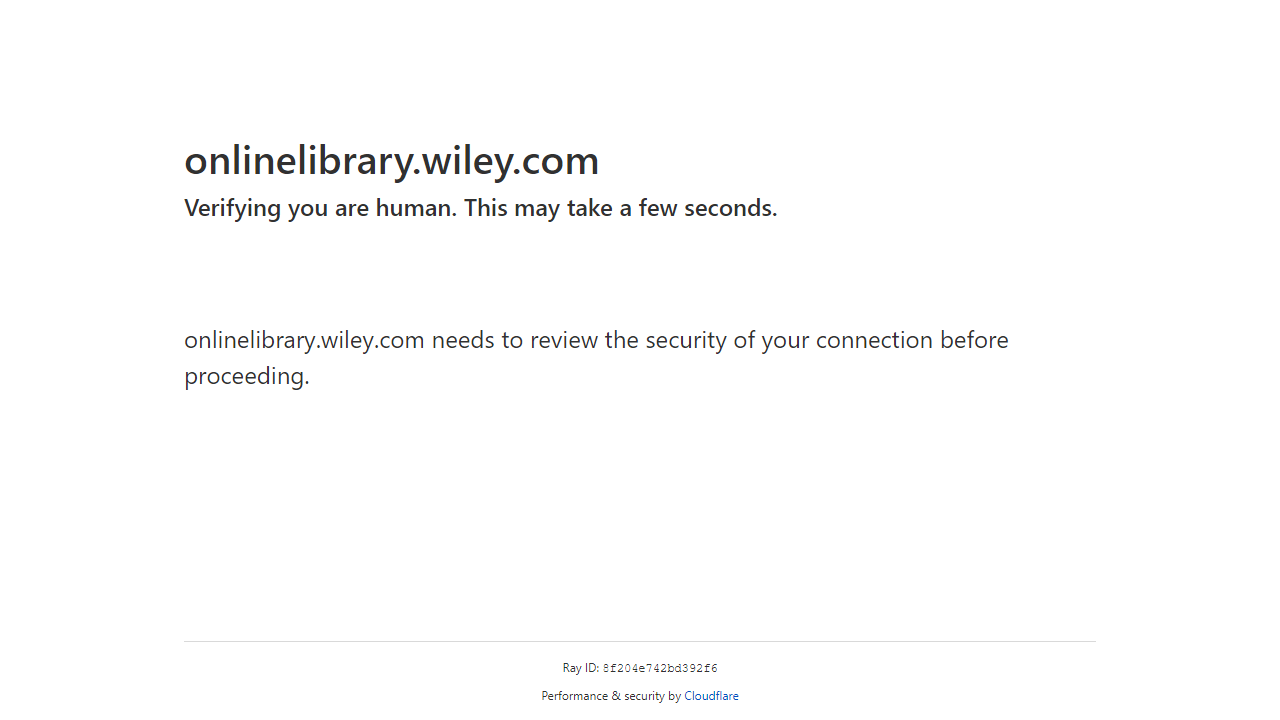 onlinelibrary.wiley.com
Verifying you are human. This may take a few seconds.
onlinelibrary.wiley.com needs to review the security of your connection before
proceeding.
Ray ID: 8f204e742bd392f6
Performance & security by Cloudflare